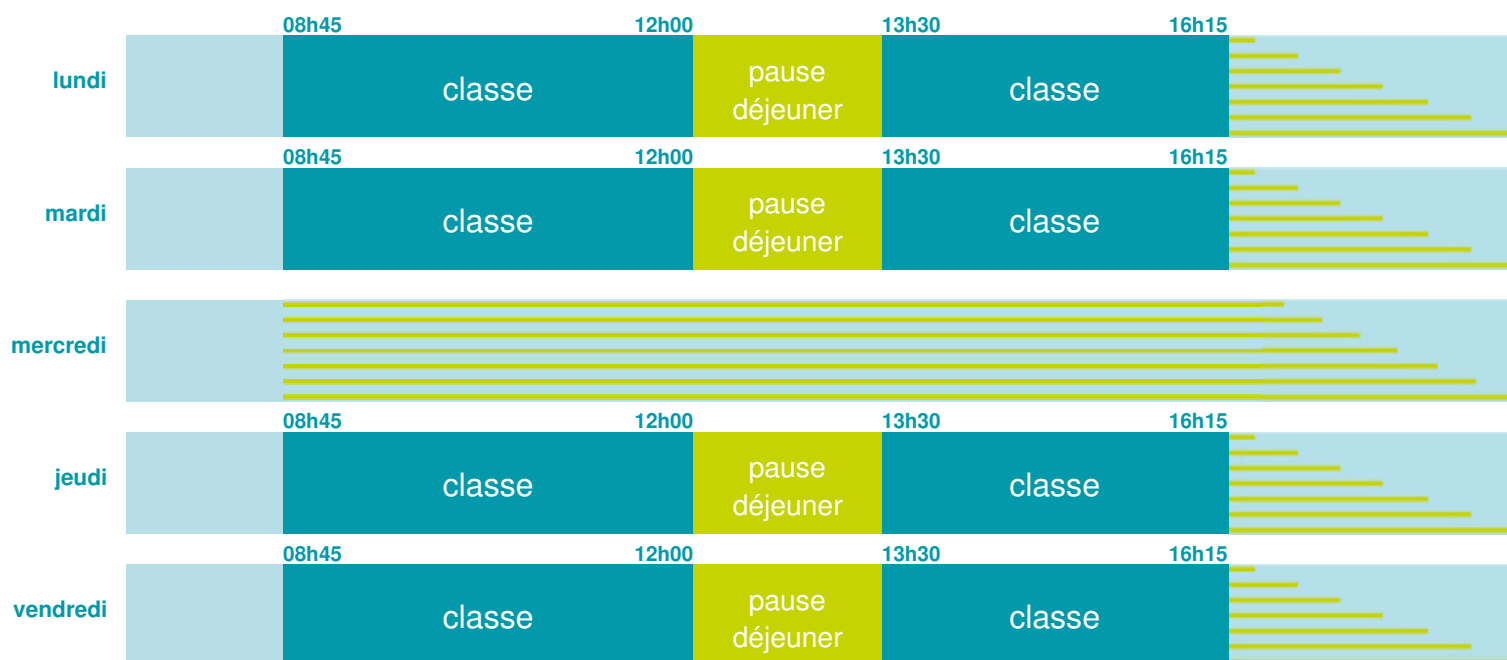 08h45 12h00 13h30 16h15
lundi classe pause déjeuner classe
08h45 12h00 13h30 16h15
mardi classe pause déjeuner classe
mercredi
08h45 12h00 13h30 16h15
jeudi classe pause déjeuner classe
08h45 12h00 13h30 16h15
vendredi classe pause déjeuner classe